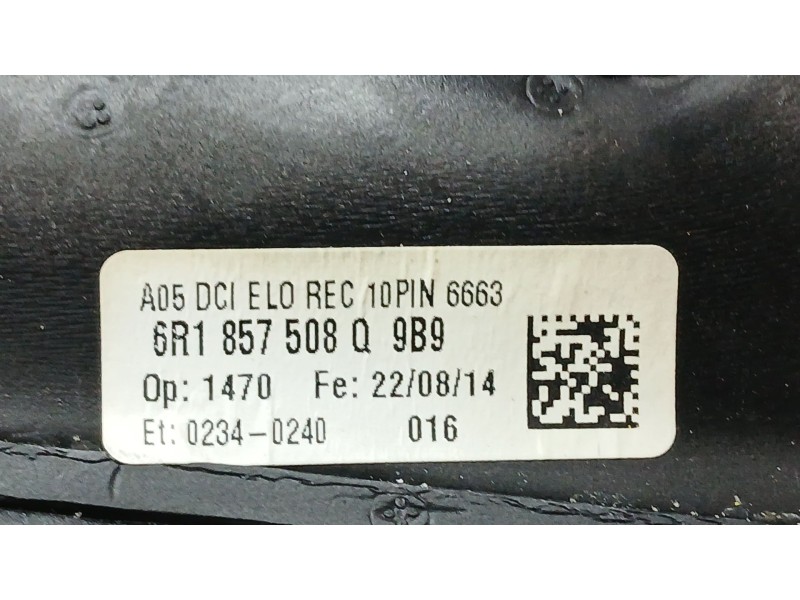 A05 DCI ELO REC 10PIN 6663
6R1 857 508 Q 9B9
Op: 1470 Fe: 22/08/14
Et: 0234-0240 016